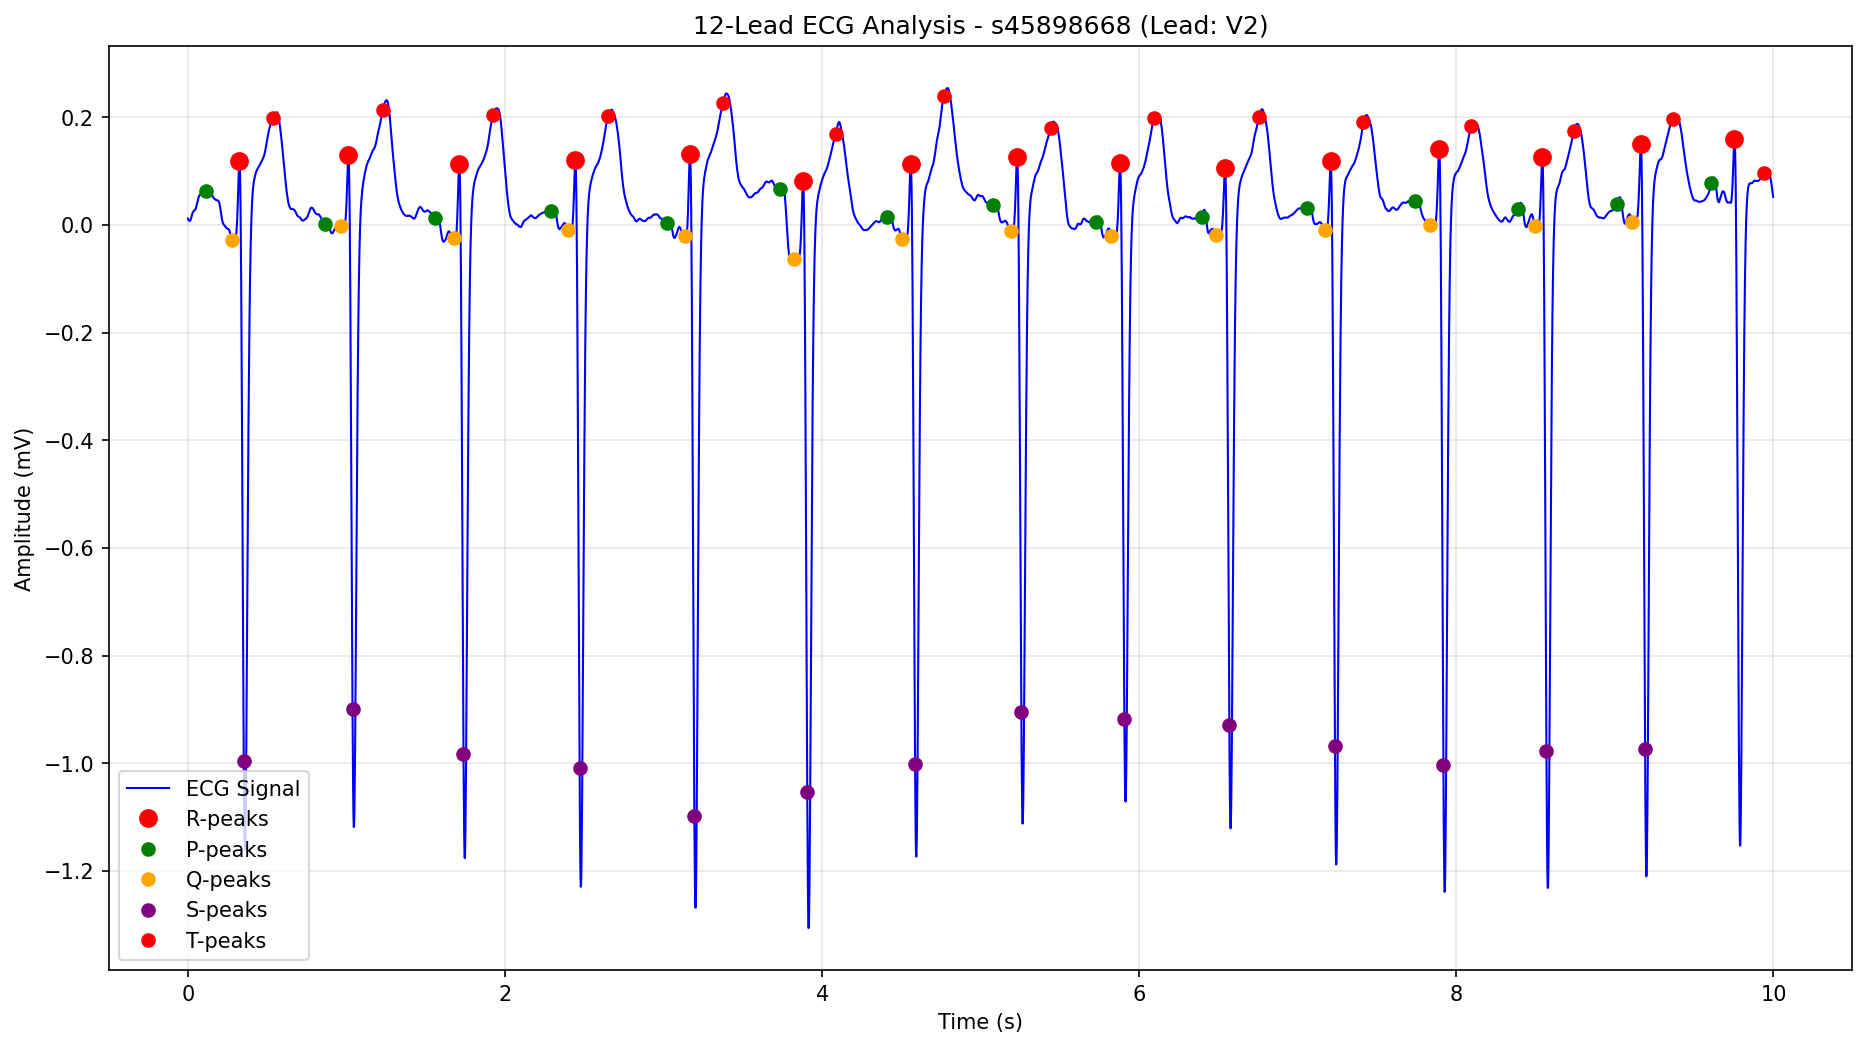 12-Lead ECG Analysis - s45898668 (Lead: V2)
Amplitude (mV)
0.2
0.0
−0.2
−0.4
−0.6
−0.8
−1.0
−1.2
ECG Signal
R-peaks
P-peaks
Q-peaks
S-peaks
T-peaks
0 2 4 6 8 10
Time (s)